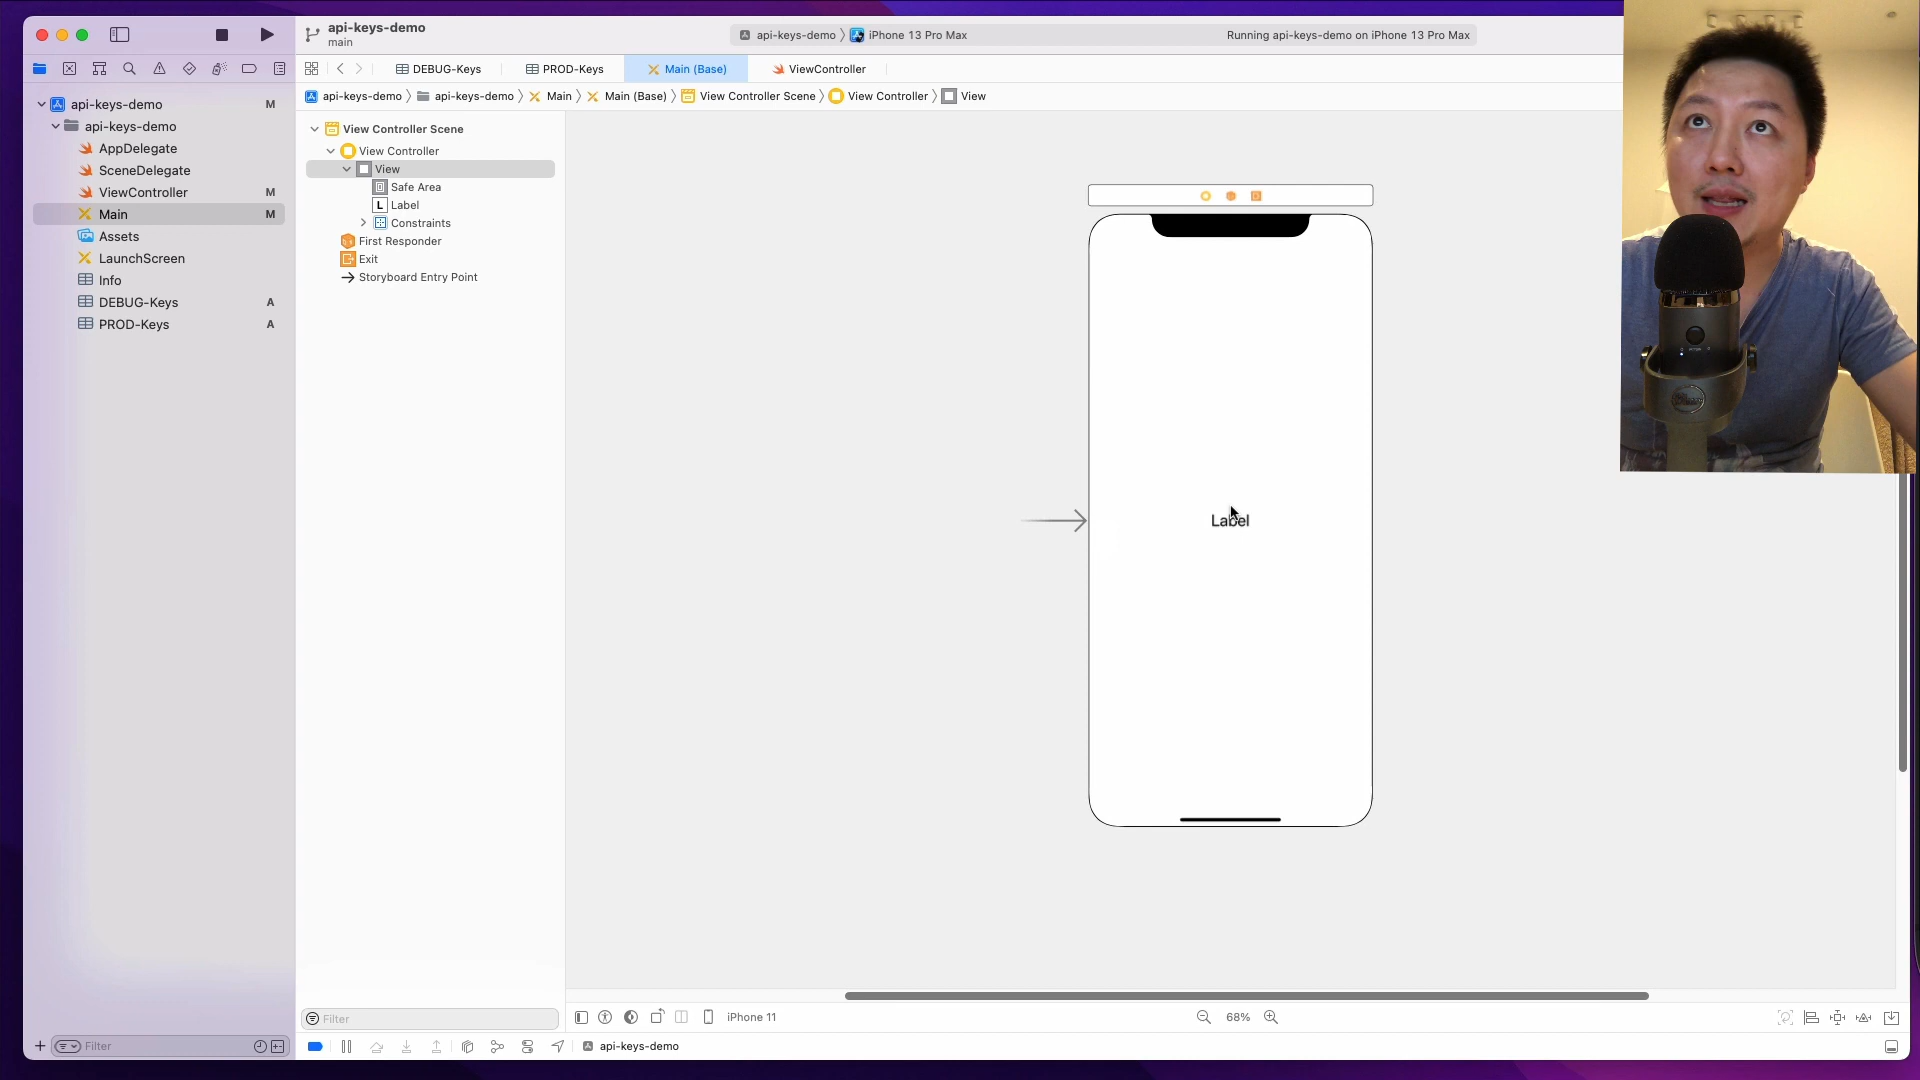 api-keys-demo
main
api-keys-demo
iPhone 13 Pro Max
Running api-keys-demo on iPhone 13 Pro Max
DEBUG-Keys
PROD-Keys
Main (Base)
ViewController
api-keys-demo
api-keys-demo
Main
Main (Base)
View Controller Scene
View Controller
View
api-keys-demo M
api-keys-demo
AppDelegate
SceneDelegate
ViewController M
Main M
Assets
LaunchScreen
Info
DEBUG-Keys A
PROD-Keys A
Filter
View Controller Scene
View Controller
View
Safe Area
L Label
Constraints
First Responder
Exit
Storyboard Entry Point
Filter
Label
iPhone 11
68%
api-keys-demo